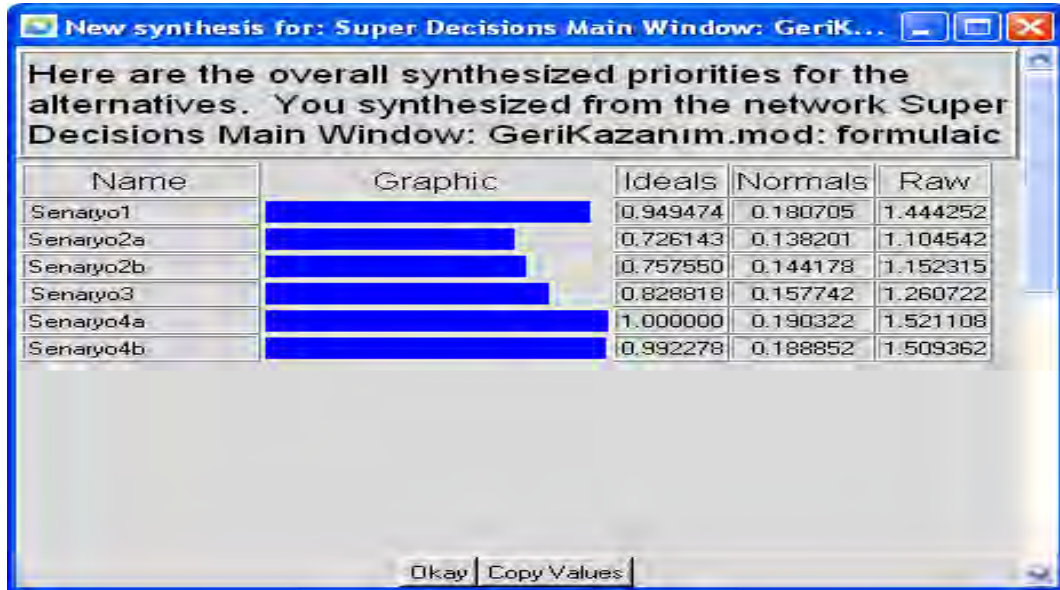 New synthesis for: Super Decisions Main Window: GeriK...
Here are the overall synthesized priorities for the
alternatives. You synthesized from the network Super
Decisions Main Window: GeriKazanım.mod: formulaic
Name Graphic Ideals Normals Raw
Senaryo1 0.949474 0.180705 1.444252
Senaryo2a 0.726143 0.138201 1.104542
Senaryo2b 0.757550 0.144178 1.152315
Senaryo3 0.828818 0.157742 1.260722
Senaryo4a 1.000000 0.190322 1.521108
Senaryo4b 0.992278 0.188852 1.509362
Okay Copy Values